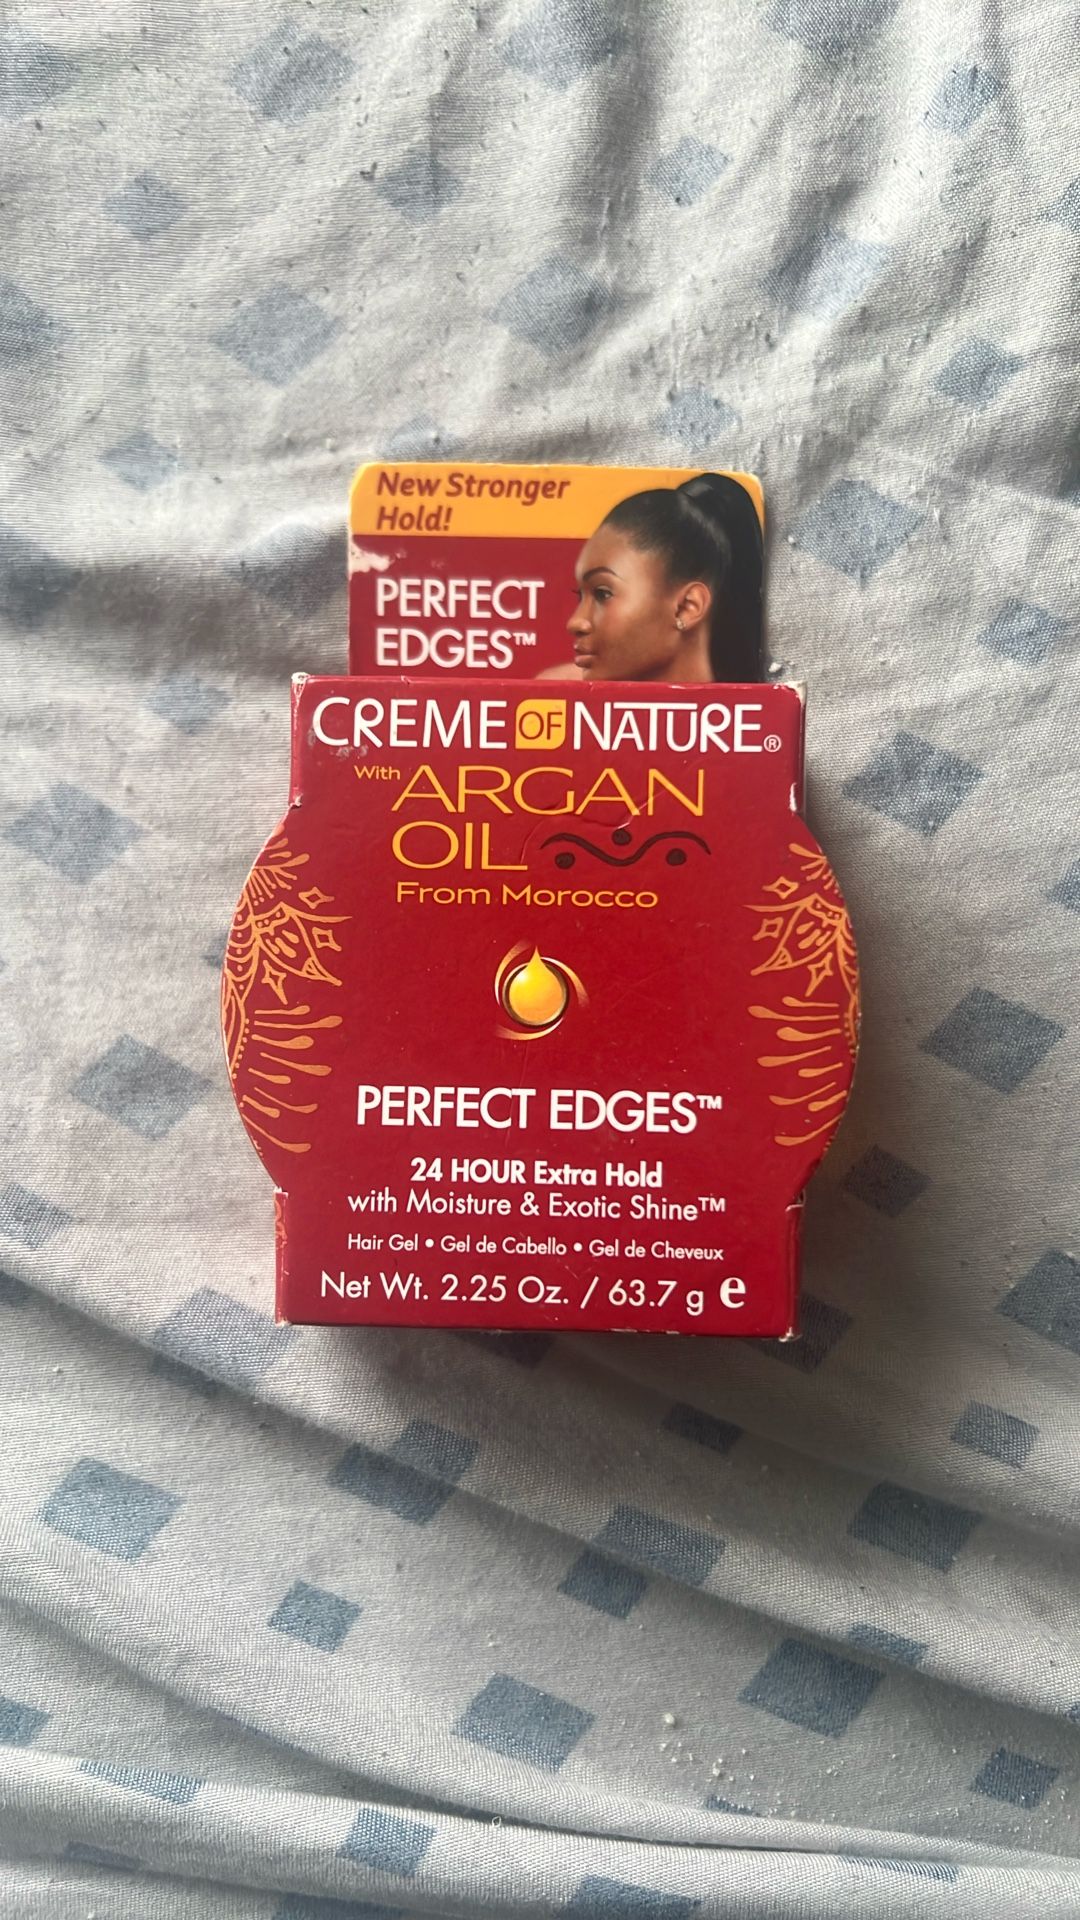 New Stronger
Hold!
PERFECT
EDGES™
CREME OF NATURE®
With ARGAN
OIL
From Morocco
PERFECT EDGES™
24 HOUR Extra Hold
with Moisture & Exotic Shine™
Hair Gel • Gel de Cabello • Gel de Cheveux
Net Wt. 2.25 Oz. / 63.7 g e